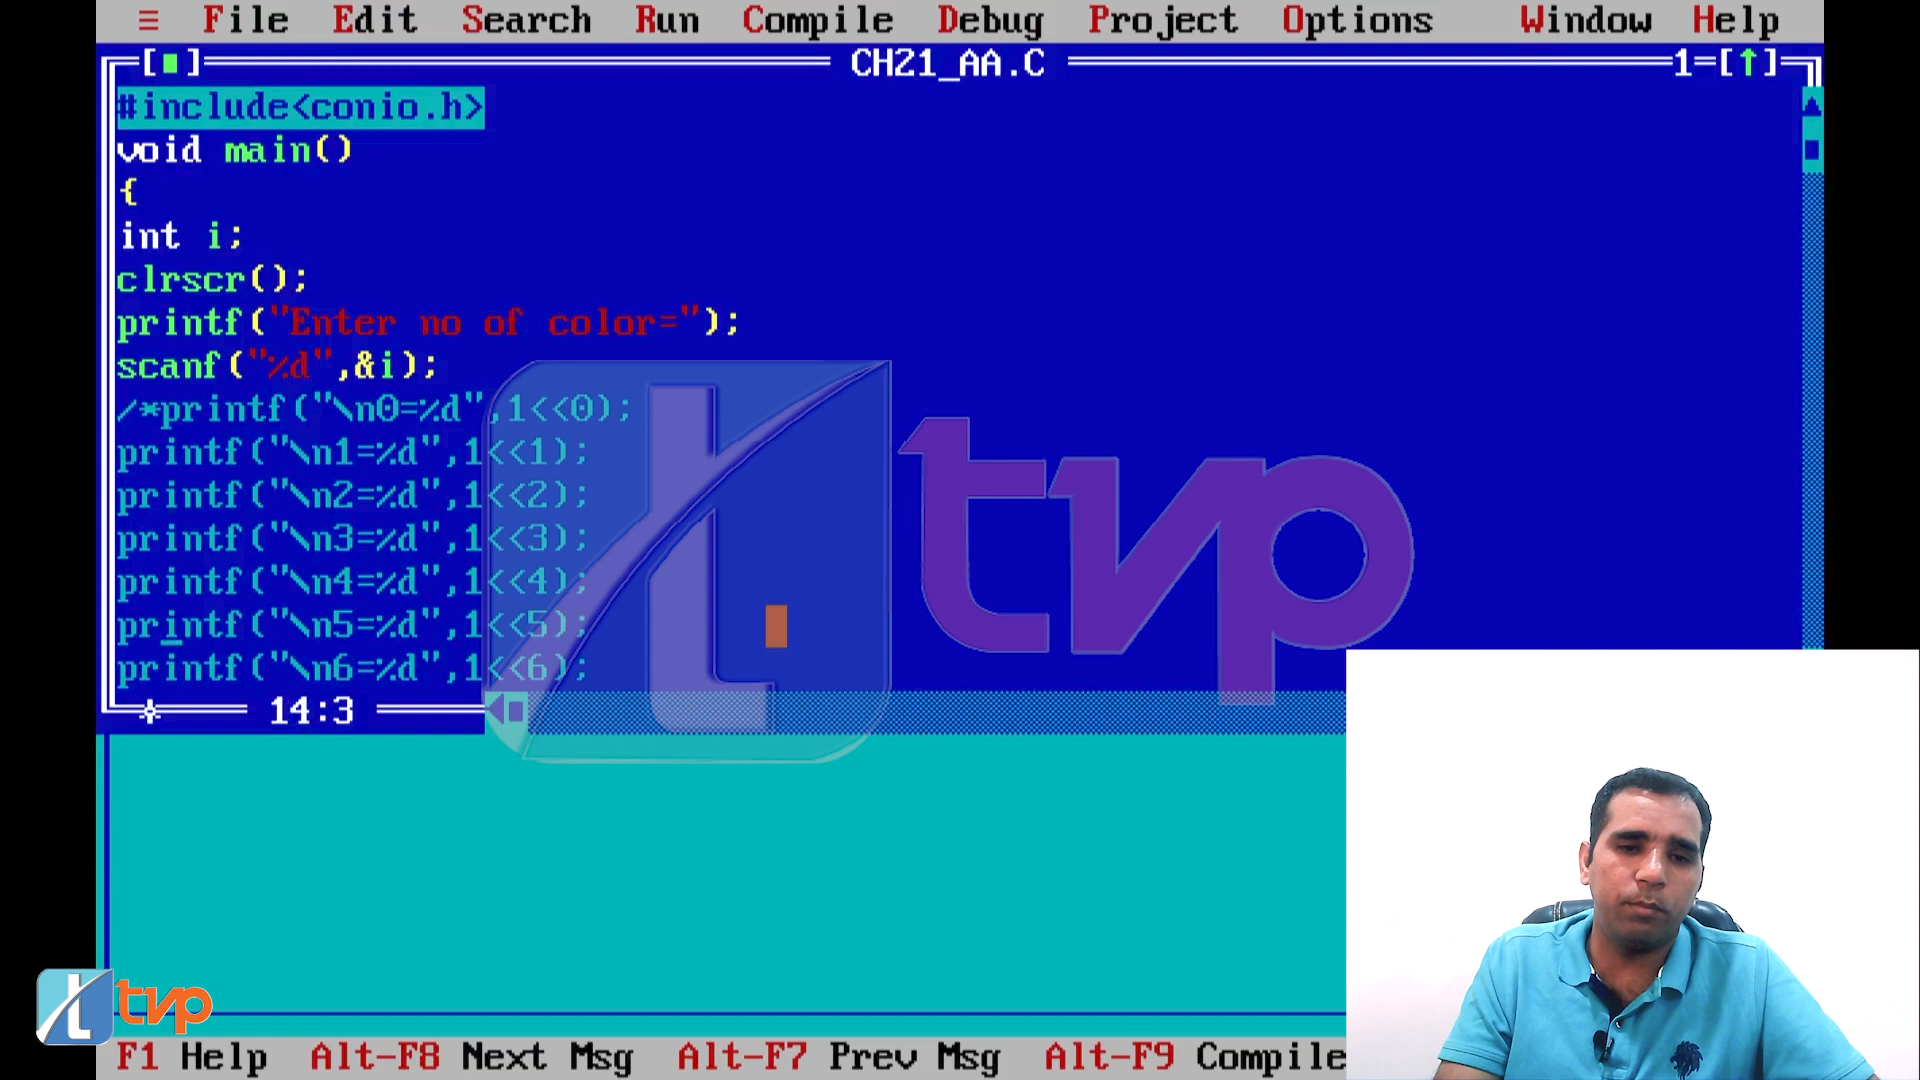 ≡ File Edit Search Run Compile Debug Project Options Window Help
[■] CH21_AA.C 1=[↑]
#include<conio.h>
void main()
{
int i;
clrscr();
printf("Enter no of color=");
scanf("%d",&i);
/*printf("\n0=%d",1<<0);
printf("\n1=%d",1<<1);
printf("\n2=%d",1<<2);
printf("\n3=%d",1<<3);
printf("\n4=%d",1<<4);
printf("\n5=%d",1<<5);
printf("\n6=%d",1<<6);
14:3
tvp
tvp
F1 Help Alt-F8 Next Msg Alt-F7 Prev Msg Alt-F9 Compile